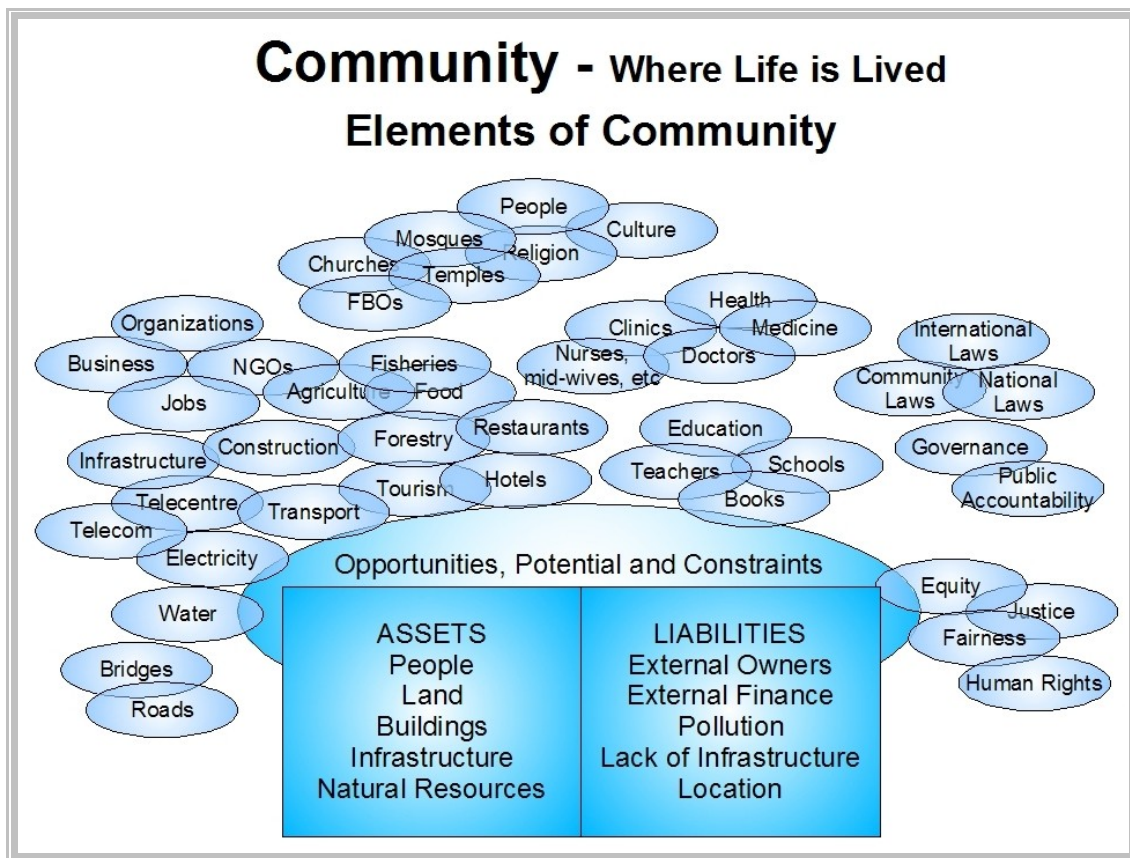 Community - Where Life is Lived
Elements of Community
People
Culture
Mosques
Religion
Churches
Temples
FBOs
Health
Clinics
Medicine
Nurses,
mid-wives, etc
Doctors
International
Laws
Community
Laws
National
Laws
Governance
Public
Accountability
Organizations
Business
NGOs
Jobs
Fisheries
Agriculture
Food
Construction
Forestry
Restaurants
Infrastructure
Tourism
Hotels
Education
Teachers
Schools
Books
Telecentre
Transport
Telecom
Electricity
Water
Bridges
Roads
Opportunities, Potential and Constraints
ASSETS
People
Land
Buildings
Infrastructure
Natural Resources
LIABILITIES
External Owners
External Finance
Pollution
Lack of Infrastructure
Location
Equity
Justice
Fairness
Human Rights